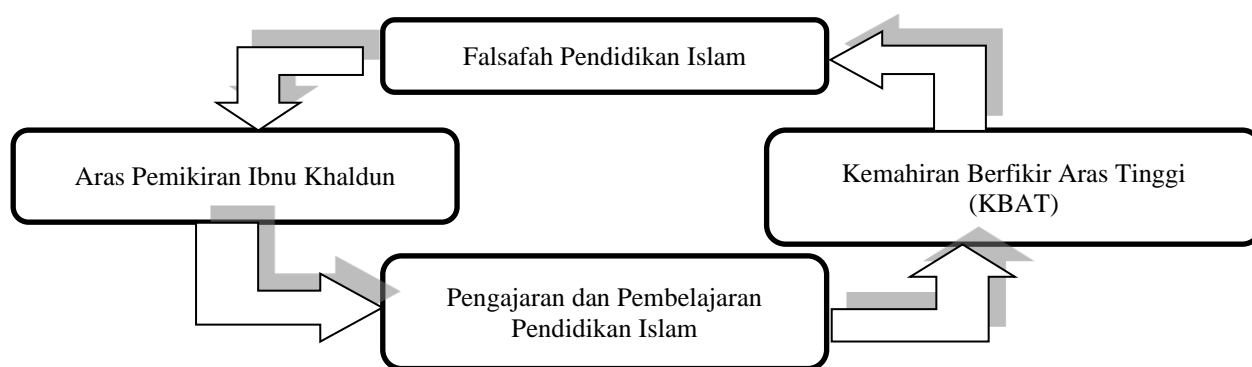 Falsafah Pendidikan Islam
Aras Pemikiran Ibnu Khaldun
Kemahiran Berfikir Aras Tinggi
(KBAT)
Pengajaran dan Pembelajaran
Pendidikan Islam